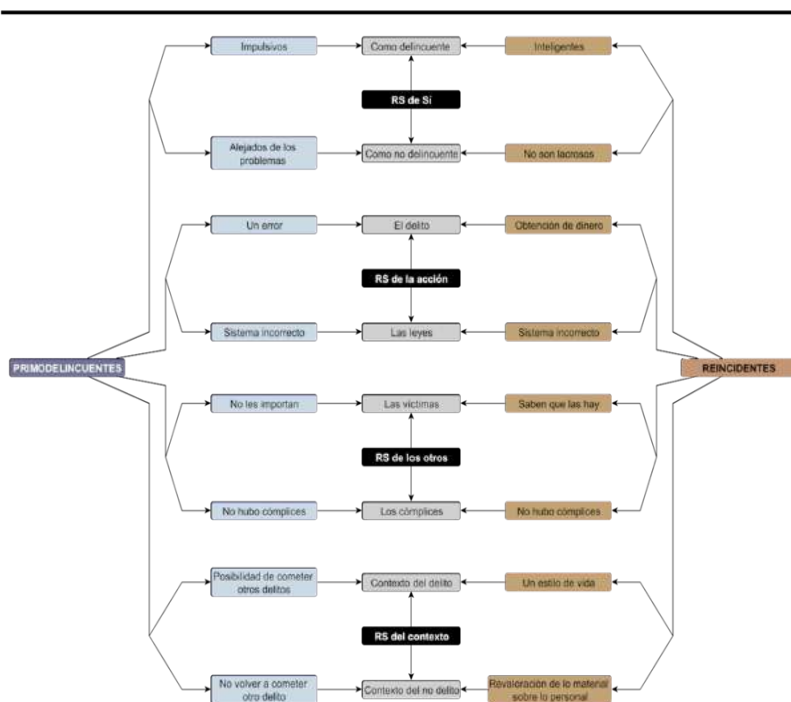 Impulsivos
Como delincuente
Inteligentes
RS de Sí
Alejados de los
problemas
Como no delincuente
No son lacrosos
Un error
El delito
Obtención de dinero
RS de la acción
Sistema incorrecto
Las leyes
Sistema incorrecto
PRIMODELINCUENTES
REINCIDENTES
No les importan
Las víctimas
Saben que las hay
RS de los otros
No hubo cómplices
Los cómplices
No hubo cómplices
Posibilidad de cometer
otros delitos
Contexto del delito
Un estilo de vida
RS del contexto
No volver a cometer
otro delito
Contexto del no delito
Revaloración de lo material
sobre lo personal